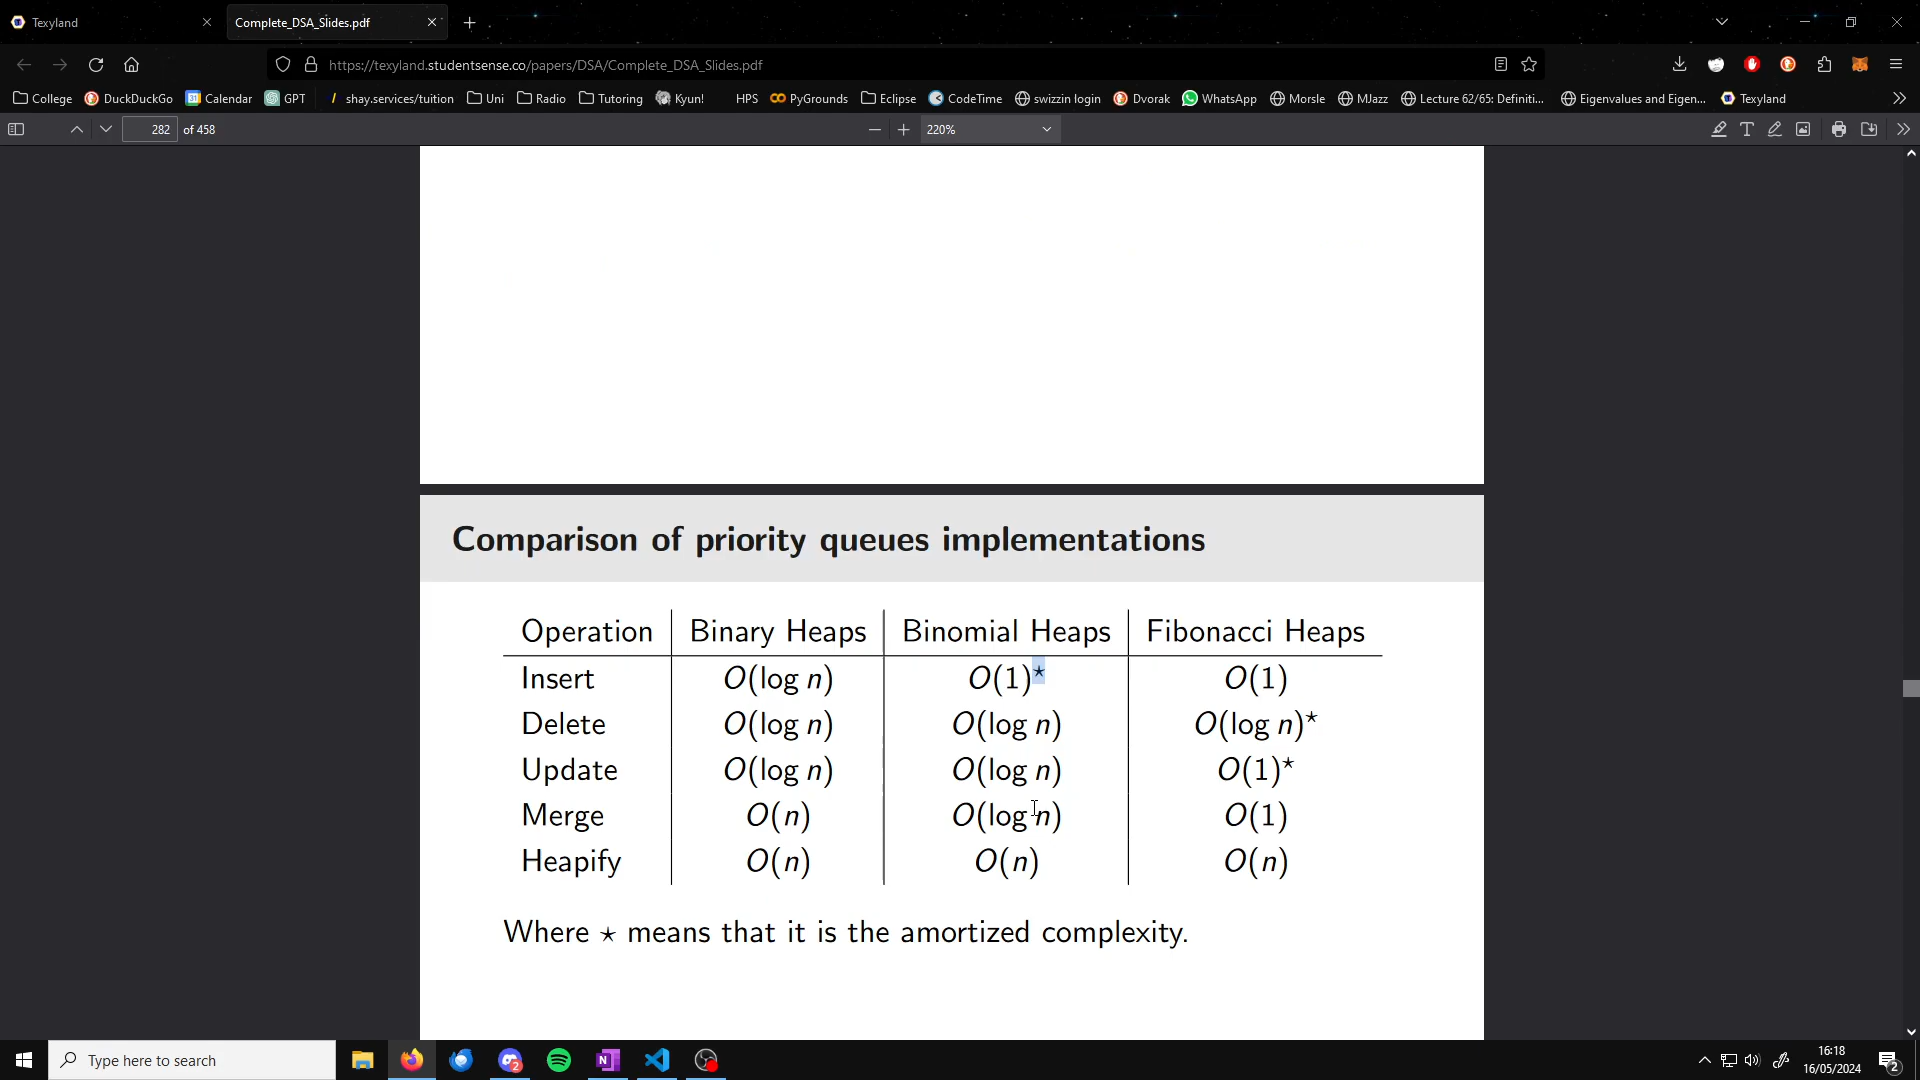 Texyland
Complete_DSA_Slides.pdf
https://texyland.studentsense.co/papers/DSA/Complete_DSA_Slides.pdf
College DuckDuckGo Calendar GPT shay.services/tuition Uni Radio Tutoring Kyun! HPS PyGrounds Eclipse CodeTime swizzin login Dvorak WhatsApp Morsle MJazz Lecture 62/65: Definiti... Eigenvalues and Eigen... Texyland
282 of 458 220%
Comparison of priority queues implementations
Operation Binary Heaps Binomial Heaps Fibonacci Heaps
Insert O(log n) O(1)⋆ O(1)
Delete O(log n) O(log n) O(log n)⋆
Update O(log n) O(log n) O(1)⋆
Merge O(n) O(log n) O(1)
Heapify O(n) O(n) O(n)
Where ⋆ means that it is the amortized complexity.
Type here to search
16:18
16/05/2024
2
2